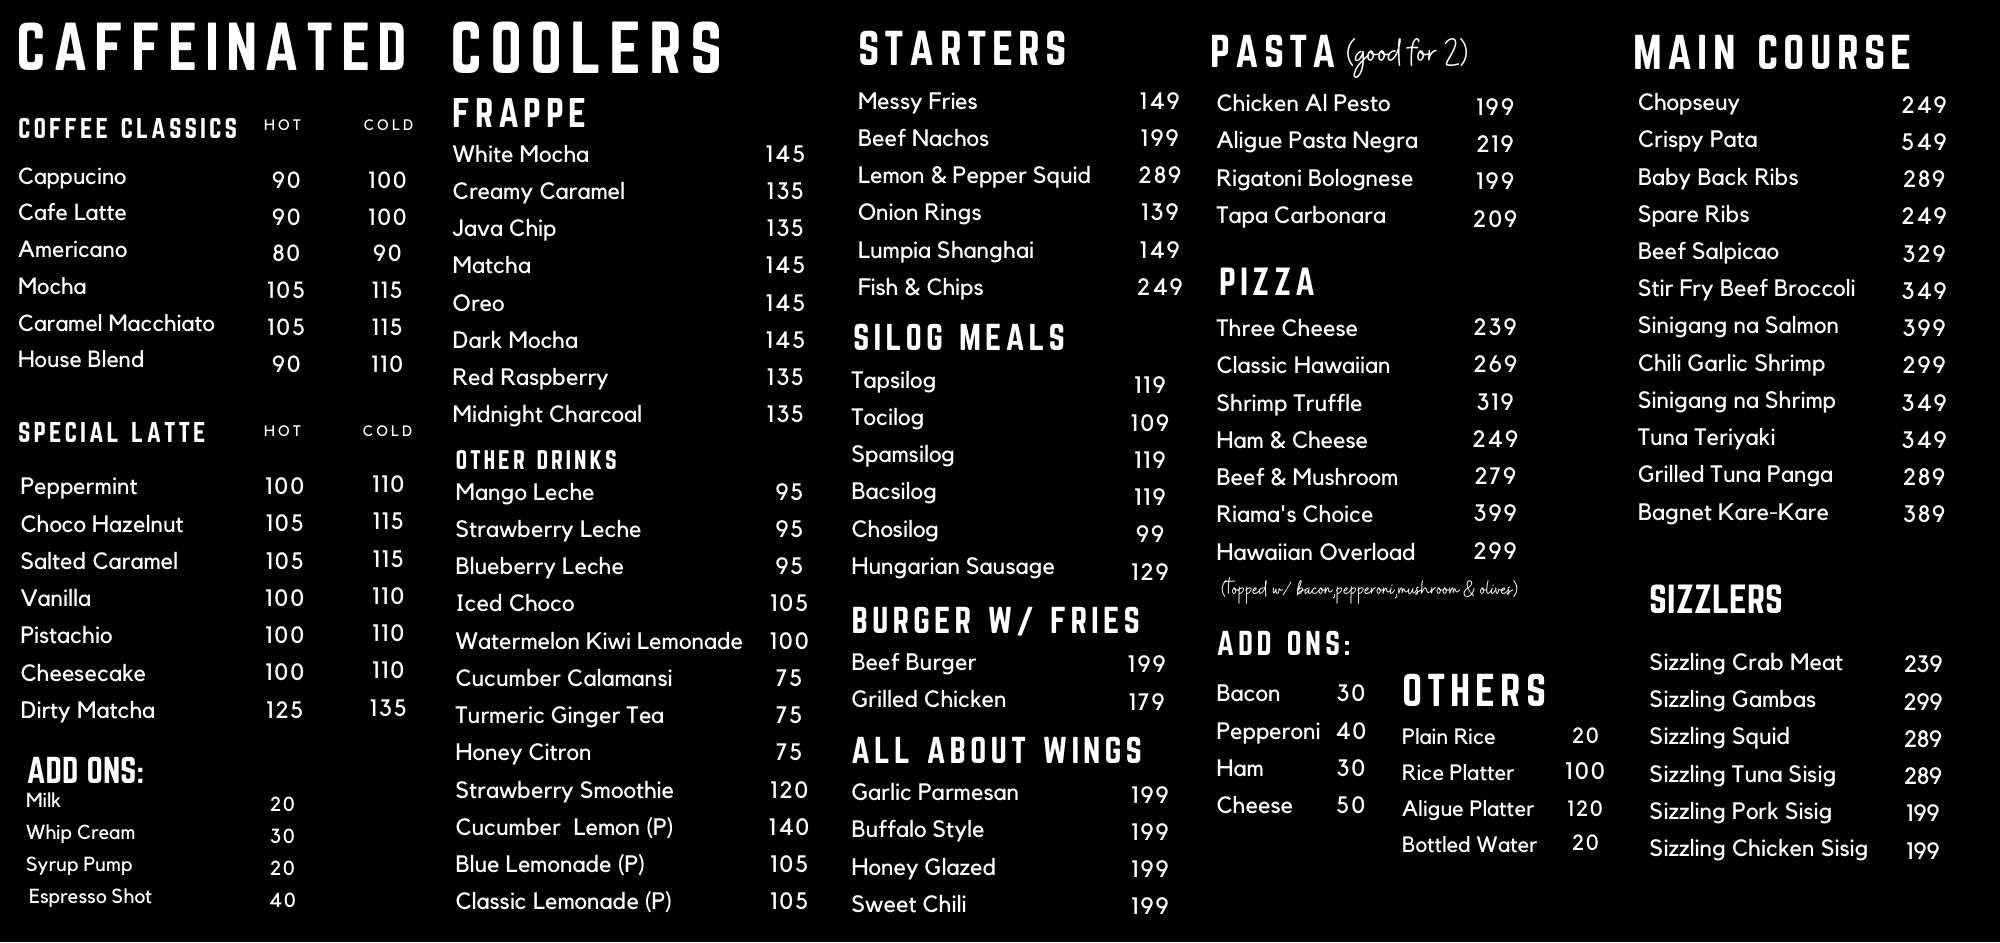 CAFFEINATED
COFFEE CLASSICS HOT COLD
Cappucino 90 100
Cafe Latte 90 100
Americano 80 90
Mocha 105 115
Caramel Macchiato 105 115
House Blend 90 110
SPECIAL LATTE HOT COLD
Peppermint 100 110
Choco Hazelnut 105 115
Salted Caramel 105 115
Vanilla 100 110
Pistachio 100 110
Cheesecake 100 110
Dirty Matcha 125 135
ADD ONS:
Milk 20
Whip Cream 30
Syrup Pump 20
Espresso Shot 40
COOLERS
FRAPPE
White Mocha 145
Creamy Caramel 135
Java Chip 135
Matcha 145
Oreo 145
Dark Mocha 145
Red Raspberry 135
Midnight Charcoal 135
OTHER DRINKS
Mango Leche 95
Strawberry Leche 95
Blueberry Leche 95
Iced Choco 105
Watermelon Kiwi Lemonade 100
Cucumber Calamansi 75
Turmeric Ginger Tea 75
Honey Citron 75
Strawberry Smoothie 120
Cucumber Lemon (P) 140
Blue Lemonade (P) 105
Classic Lemonade (P) 105
STARTERS
Messy Fries 149
Beef Nachos 199
Lemon & Pepper Squid 289
Onion Rings 139
Lumpia Shanghai 149
Fish & Chips 249
SILOG MEALS
Tapsilog 119
Tocilog 109
Spamsilog 119
Bacsilog 119
Chosilog 99
Hungarian Sausage 129
BURGER W/ FRIES
Beef Burger 199
Grilled Chicken 179
ALL ABOUT WINGS
Garlic Parmesan 199
Buffalo Style 199
Honey Glazed 199
Sweet Chili 199
PASTA (good for 2)
Chicken Al Pesto 199
Aligue Pasta Negra 219
Rigatoni Bolognese 199
Tapa Carbonara 209
PIZZA
Three Cheese 239
Classic Hawaiian 269
Shrimp Truffle 319
Ham & Cheese 249
Beef & Mushroom 279
Riama's Choice 399
Hawaiian Overload 299
(Topped w/ bacon,pepperoni,mushroom & olives)
ADD ONS:
Bacon 30
Pepperoni 40
Ham 30
Cheese 50
OTHERS
Plain Rice 20
Rice Platter 100
Aligue Platter 120
Bottled Water 20
MAIN COURSE
Chopseuy 249
Crispy Pata 549
Baby Back Ribs 289
Spare Ribs 249
Beef Salpicao 329
Stir Fry Beef Broccoli 349
Sinigang na Salmon 399
Chili Garlic Shrimp 299
Sinigang na Shrimp 349
Tuna Teriyaki 349
Grilled Tuna Panga 289
Bagnet Kare-Kare 389
SIZZLERS
Sizzling Crab Meat 239
Sizzling Gambas 299
Sizzling Squid 289
Sizzling Tuna Sisig 289
Sizzling Pork Sisig 199
Sizzling Chicken Sisig 199